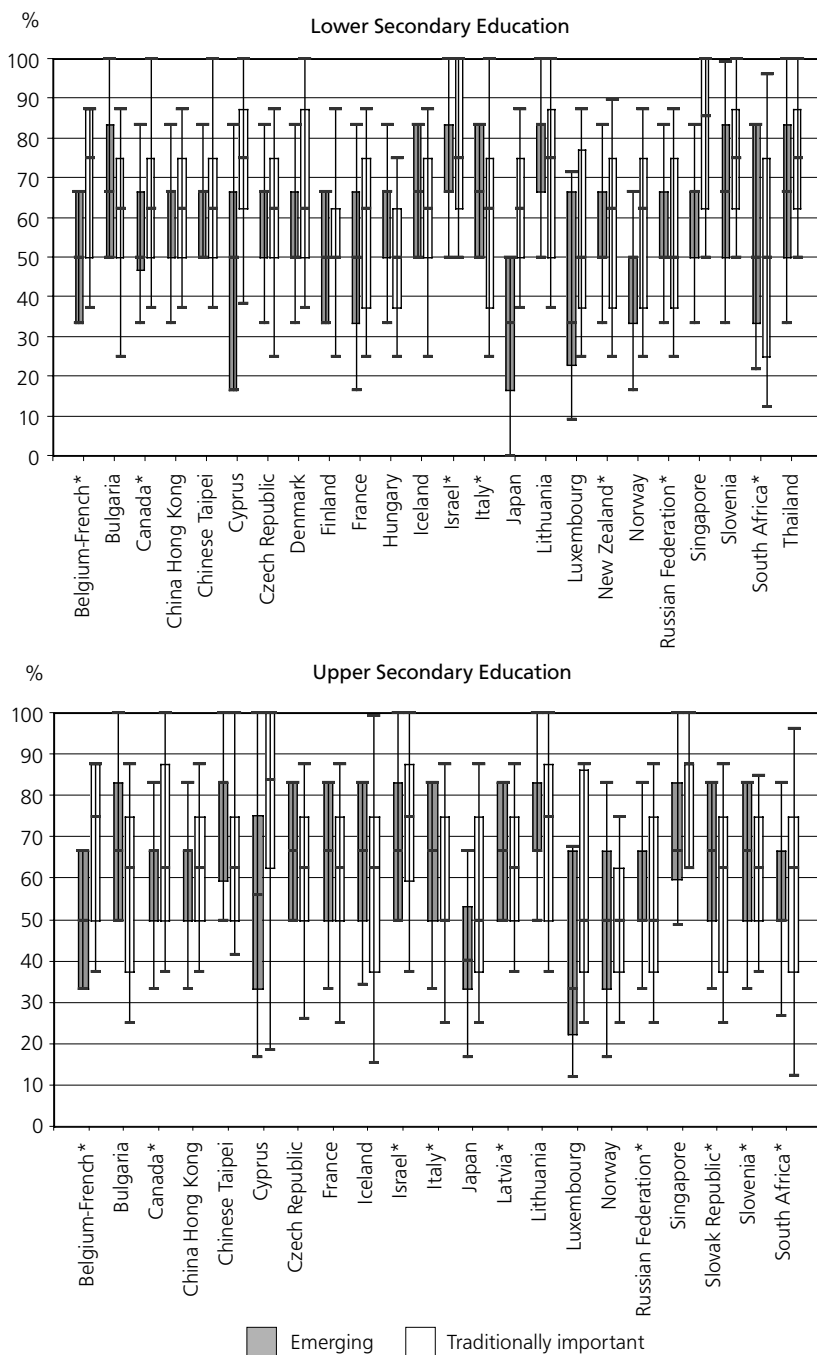 %
Lower Secondary Education
100
90
80
70
60
50
40
30
20
10
0
Belgium-French*
Bulgaria
Canada*
China Hong Kong
Chinese Taipei
Cyprus
Czech Republic
Denmark
Finland
France
Hungary
Iceland
Israel*
Italy*
Japan
Lithuania
Luxembourg
New Zealand*
Norway
Russian Federation*
Singapore
Slovenia
South Africa*
Thailand
%
Upper Secondary Education
100
90
80
70
60
50
40
30
20
10
0
Belgium-French*
Bulgaria
Canada*
China Hong Kong
Chinese Taipei
Cyprus
Czech Republic
France
Iceland
Israel*
Italy*
Japan
Latvia*
Lithuania
Luxembourg
Norway
Russian Federation*
Singapore
Slovak Republic*
Slovenia*
South Africa*
Emerging
Traditionally important